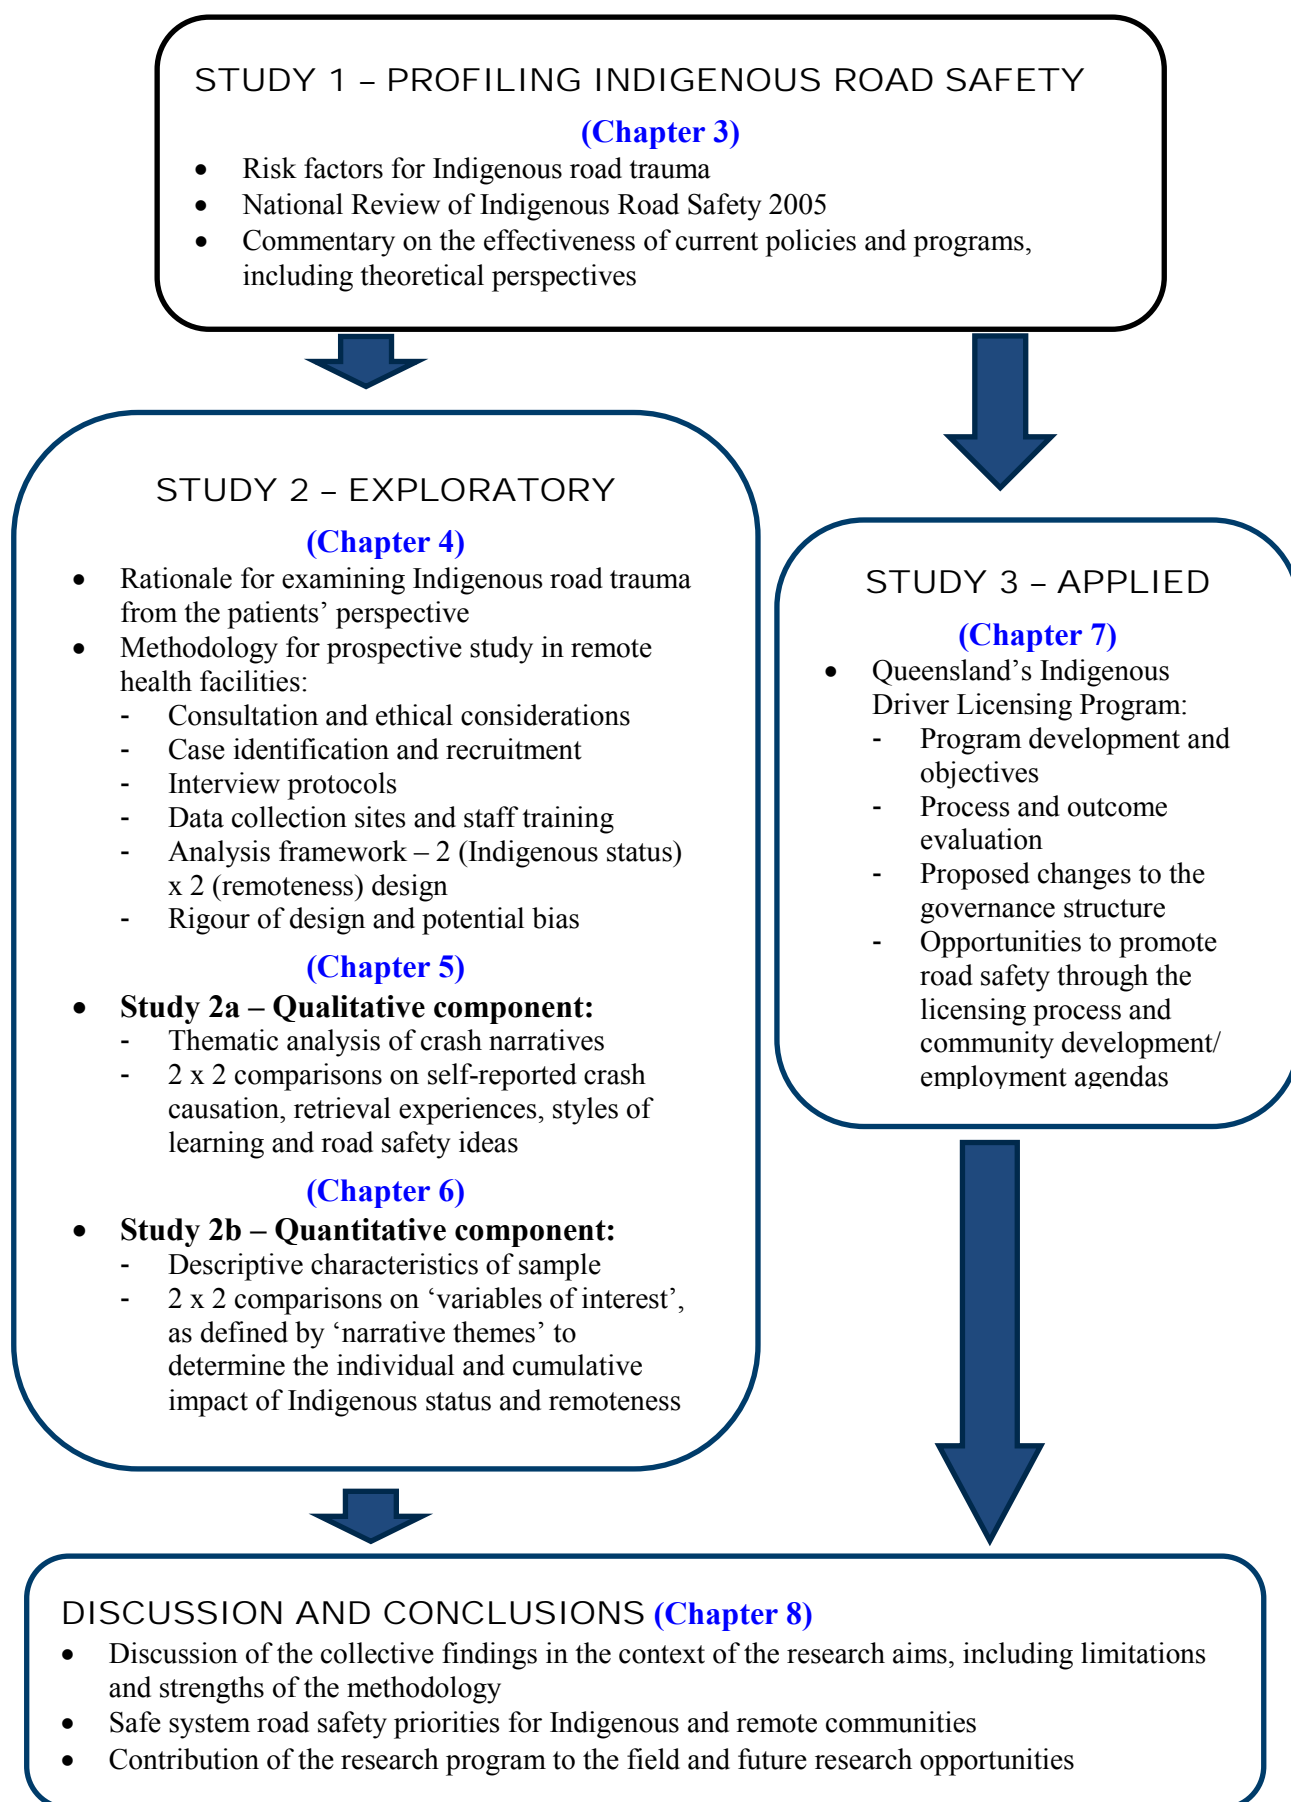 STUDY 1 – PROFILING INDIGENOUS ROAD SAFETY
(Chapter 3)
• Risk factors for Indigenous road trauma
• National Review of Indigenous Road Safety 2005
• Commentary on the effectiveness of current policies and programs,
including theoretical perspectives
STUDY 2 – EXPLORATORY
(Chapter 4)
• Rationale for examining Indigenous road trauma
from the patients’ perspective
• Methodology for prospective study in remote
health facilities:
- Consultation and ethical considerations
- Case identification and recruitment
- Interview protocols
- Data collection sites and staff training
- Analysis framework – 2 (Indigenous status)
x 2 (remoteness) design
- Rigour of design and potential bias
(Chapter 5)
• Study 2a – Qualitative component:
- Thematic analysis of crash narratives
- 2 x 2 comparisons on self-reported crash
causation, retrieval experiences, styles of
learning and road safety ideas
(Chapter 6)
• Study 2b – Quantitative component:
- Descriptive characteristics of sample
- 2 x 2 comparisons on ‘variables of interest’,
as defined by ‘narrative themes’ to
determine the individual and cumulative
impact of Indigenous status and remoteness
STUDY 3 – APPLIED
(Chapter 7)
• Queensland’s Indigenous
Driver Licensing Program:
- Program development and
objectives
- Process and outcome
evaluation
- Proposed changes to the
governance structure
- Opportunities to promote
road safety through the
licensing process and
community development/
employment agendas
DISCUSSION AND CONCLUSIONS (Chapter 8)
• Discussion of the collective findings in the context of the research aims, including limitations
and strengths of the methodology
• Safe system road safety priorities for Indigenous and remote communities
• Contribution of the research program to the field and future research opportunities